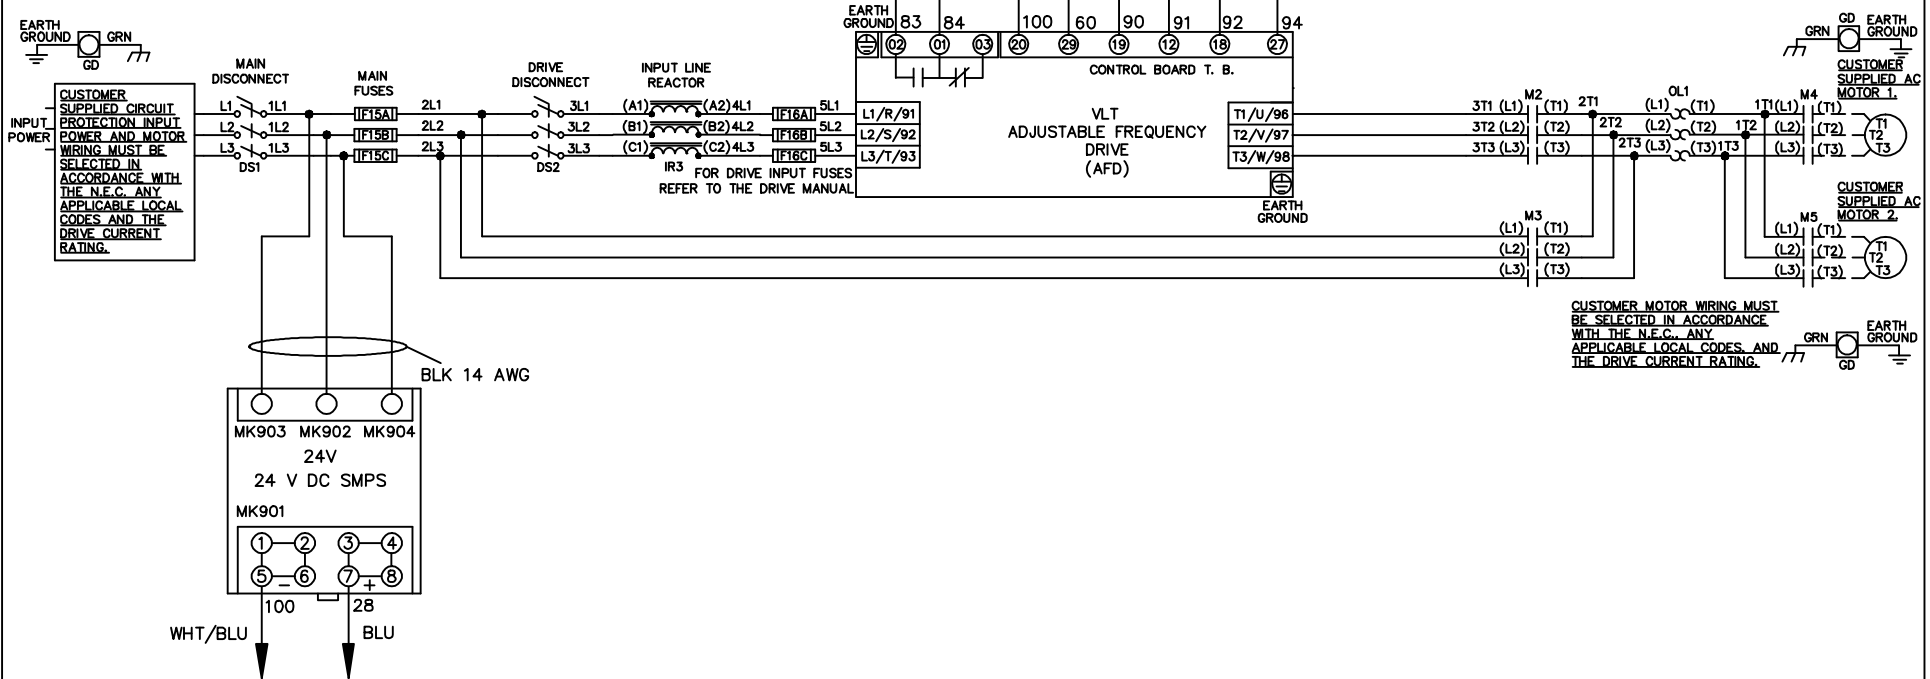 EARTH
GROUND
GRN
GD
INPUT
POWER
CUSTOMER
SUPPLIED CIRCUIT
PROTECTION INPUT
POWER AND MOTOR
WIRING MUST BE
SELECTED IN
ACCORDANCE WITH
THE N.E.C. ANY
APPLICABLE LOCAL
CODES AND THE
DRIVE CURRENT
RATING.
MAIN
DISCONNECT
L1 1L1
L2 1L2
L3 1L3
DS1
MAIN
FUSES
F15A
F15B
F15C
2L1
2L2
2L3
DRIVE
DISCONNECT
3L1
3L2
3L3
DS2
INPUT LINE
REACTOR
(A1) (A2) 4L1
(B1) (B2) 4L2
(C1) (C2) 4L3
IR3
F16A 5L1
F16B 5L2
F16C 5L3
FOR DRIVE INPUT FUSES
REFER TO THE DRIVE MANUAL
EARTH
GROUND
83 84 100 60 90 91 92 94
02 01 03 20 29 19 12 18 27
CONTROL BOARD T. B.
L1/R/91
L2/S/92
L3/T/93
VLT
ADJUSTABLE FREQUENCY
DRIVE
(AFD)
T1/U/96
T2/V/97
T3/W/98
EARTH
GROUND
M2
3T1 (L1) (T1) 2T1
3T2 (L2) (T2) 2T2
3T3 (L3) (T3) 2T3
OL1
(L1) (T1) 1T1
(L2) (T2) 1T2
(L3) (T3) 1T3
M4
(L1) (T1)
(L2) (T2)
(L3) (T3)
T1
T2
T3
GRN
GD
EARTH
GROUND
CUSTOMER
SUPPLIED AC
MOTOR 1.
M3
(L1) (T1)
(L2) (T2)
(L3) (T3)
CUSTOMER
SUPPLIED AC
MOTOR 2.
M5
(L1) (T1)
(L2) (T2)
(L3) (T3)
T1
T2
T3
CUSTOMER MOTOR WIRING MUST
BE SELECTED IN ACCORDANCE
WITH THE N.E.C., ANY
APPLICABLE LOCAL CODES, AND
THE DRIVE CURRENT RATING.
GRN
GD
EARTH
GROUND
BLK 14 AWG
MK903 MK902 MK904
24V
24 V DC SMPS
MK901
1 2 3 4
5 6 7 8
− +
100 28
WHT/BLU BLU